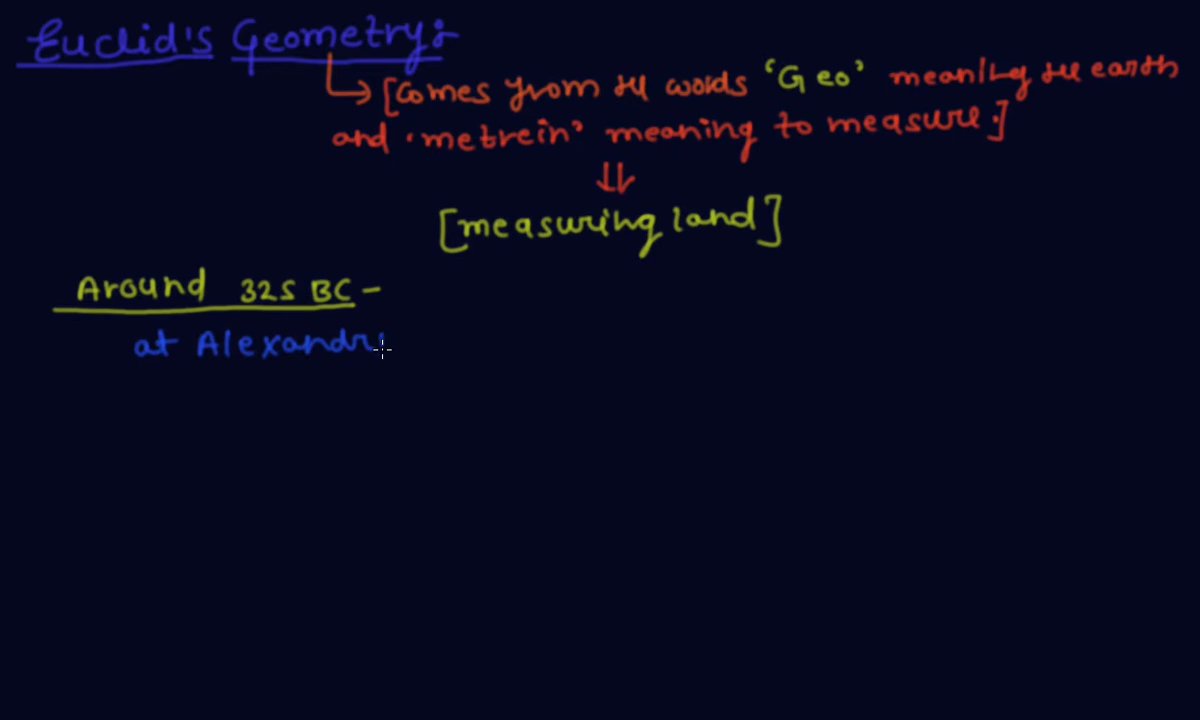 Euclid's Geometry:
[Comes from the words 'Geo' meaning the earth
and 'metrein' meaning to measure.]
[measuring land]
Around 325 BC -
at Alexandri